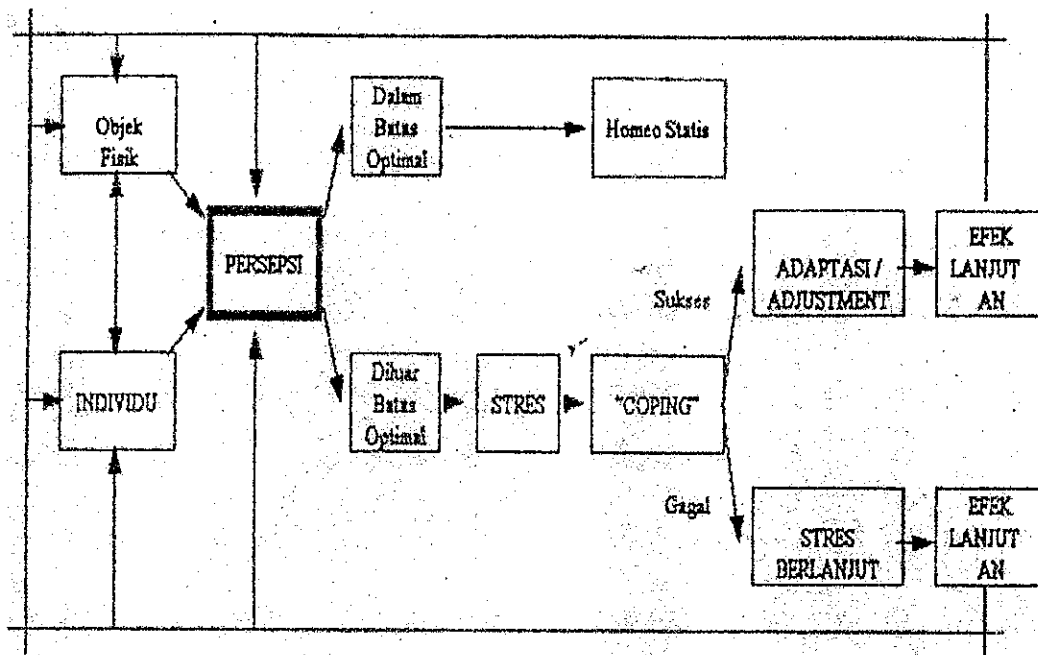 Objek
Fisik
Dalam
Batas
Optimal
Homeo Statis
PERSEPSI
INDIVIDU
Diluar
Batas
Optimal
STRES
"COPING"
Sukses
Gagal
ADAPTASI /
ADJUSTMENT
EFEK
LANJUT
AN
STRES
BERLANJUT
EFEK
LANJUT
AN